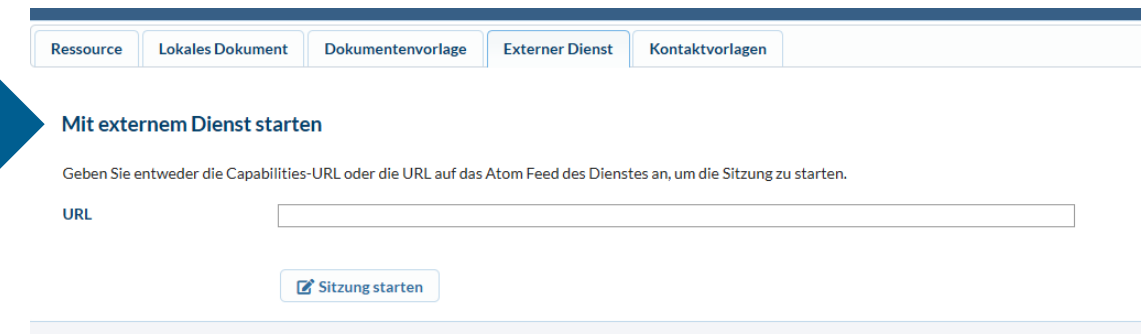 Ressource
Lokales Dokument
Dokumentenvorlage
Externer Dienst
Kontaktvorlagen
Mit externem Dienst starten
Geben Sie entweder die Capabilities-URL oder die URL auf das Atom Feed des Dienstes an, um die Sitzung zu starten.
URL
Sitzung starten